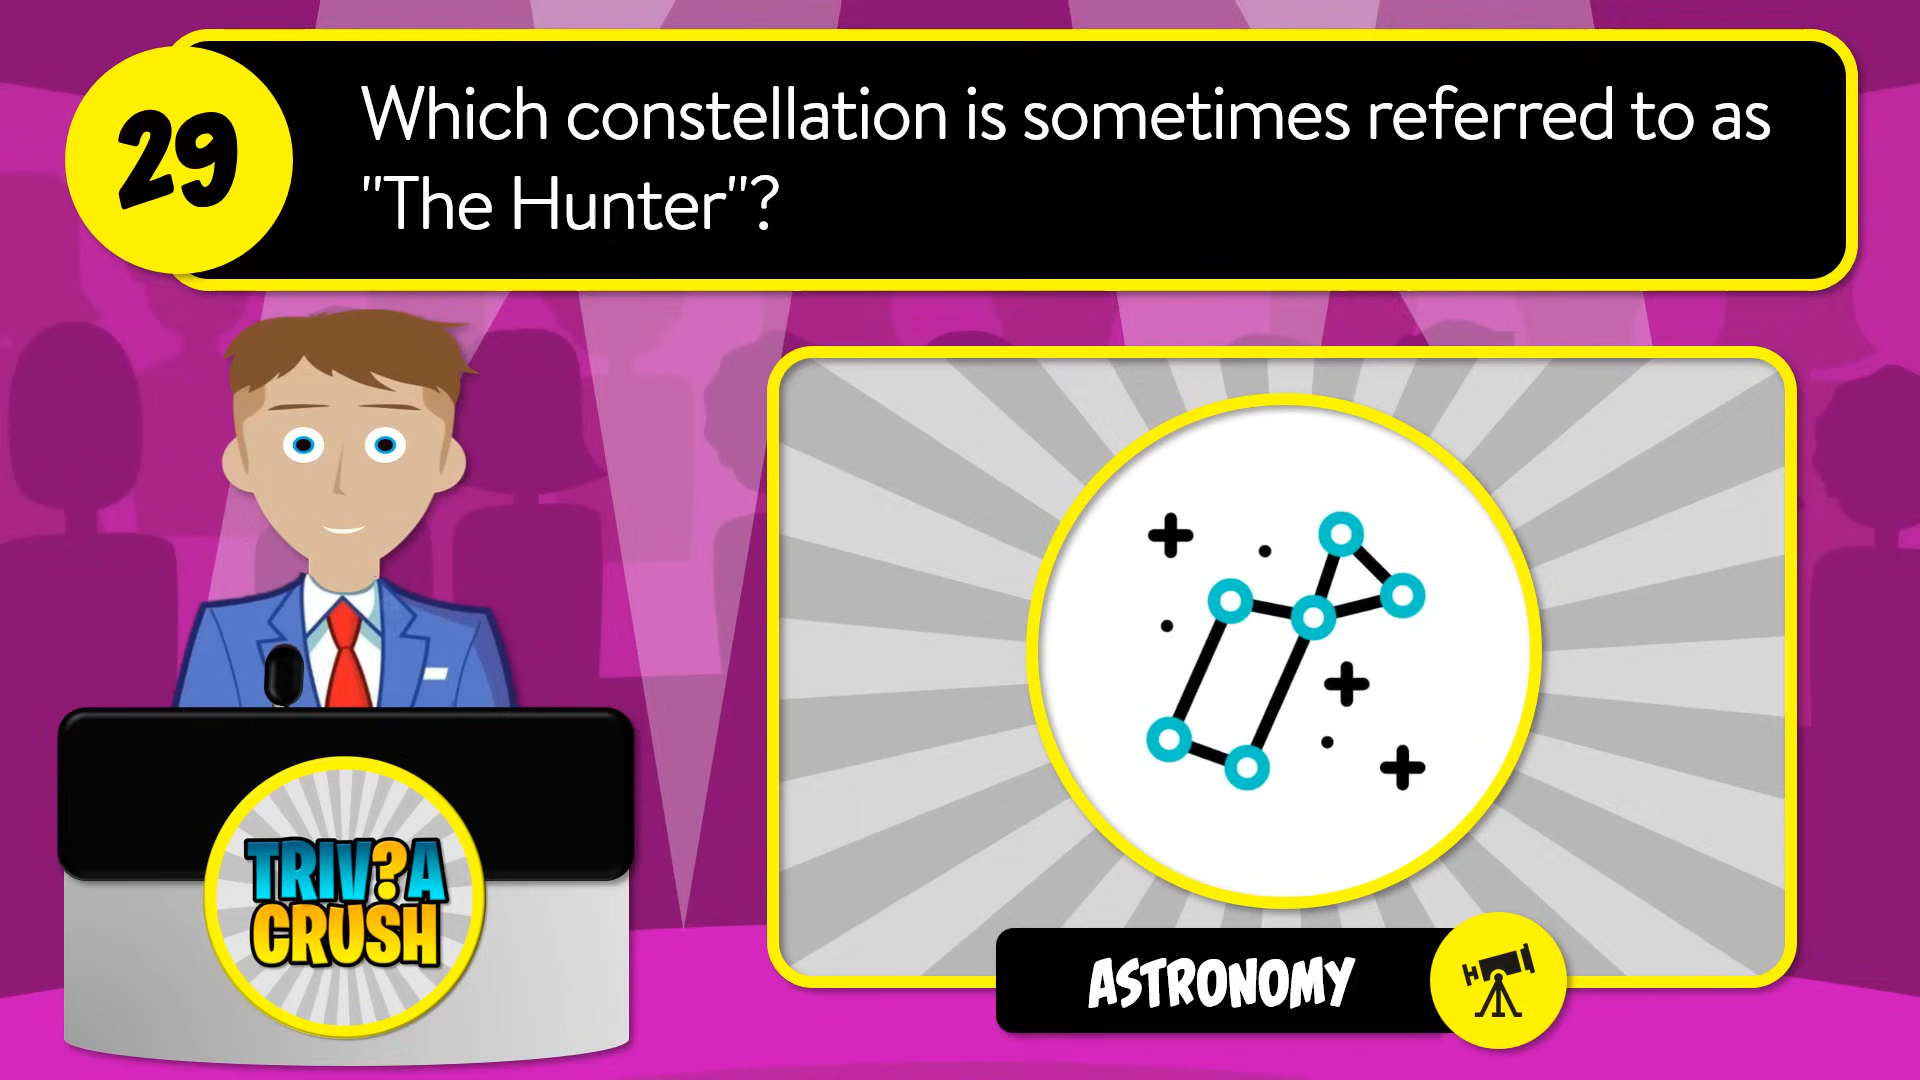 29
Which constellation is sometimes referred to as
"The Hunter"?
TRIV?A
CRUSH
ASTRONOMY